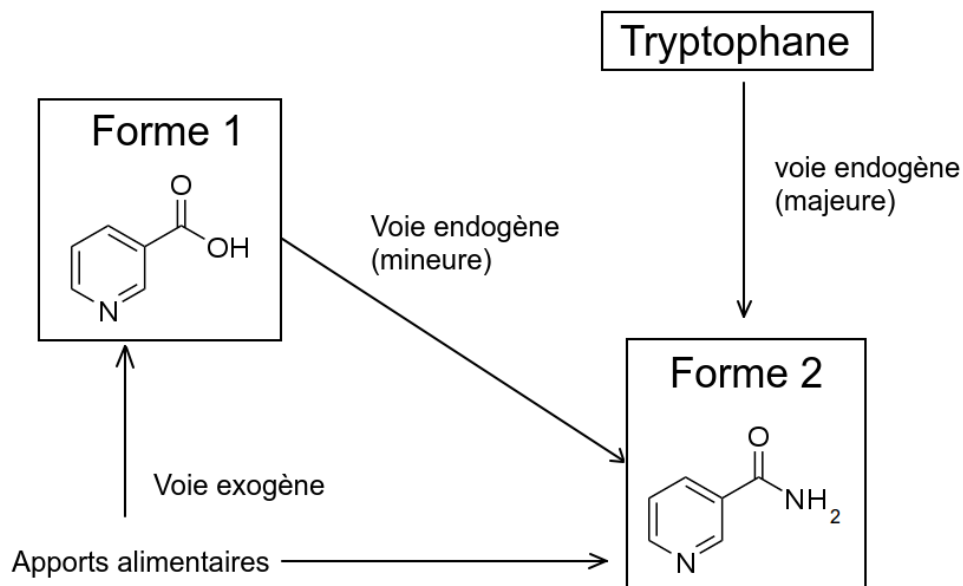 Tryptophane
Forme 1
O
OH
N
Voie endogène
(mineure)
voie endogène
(majeure)
Forme 2
O
NH2
N
Voie exogène
Apports alimentaires